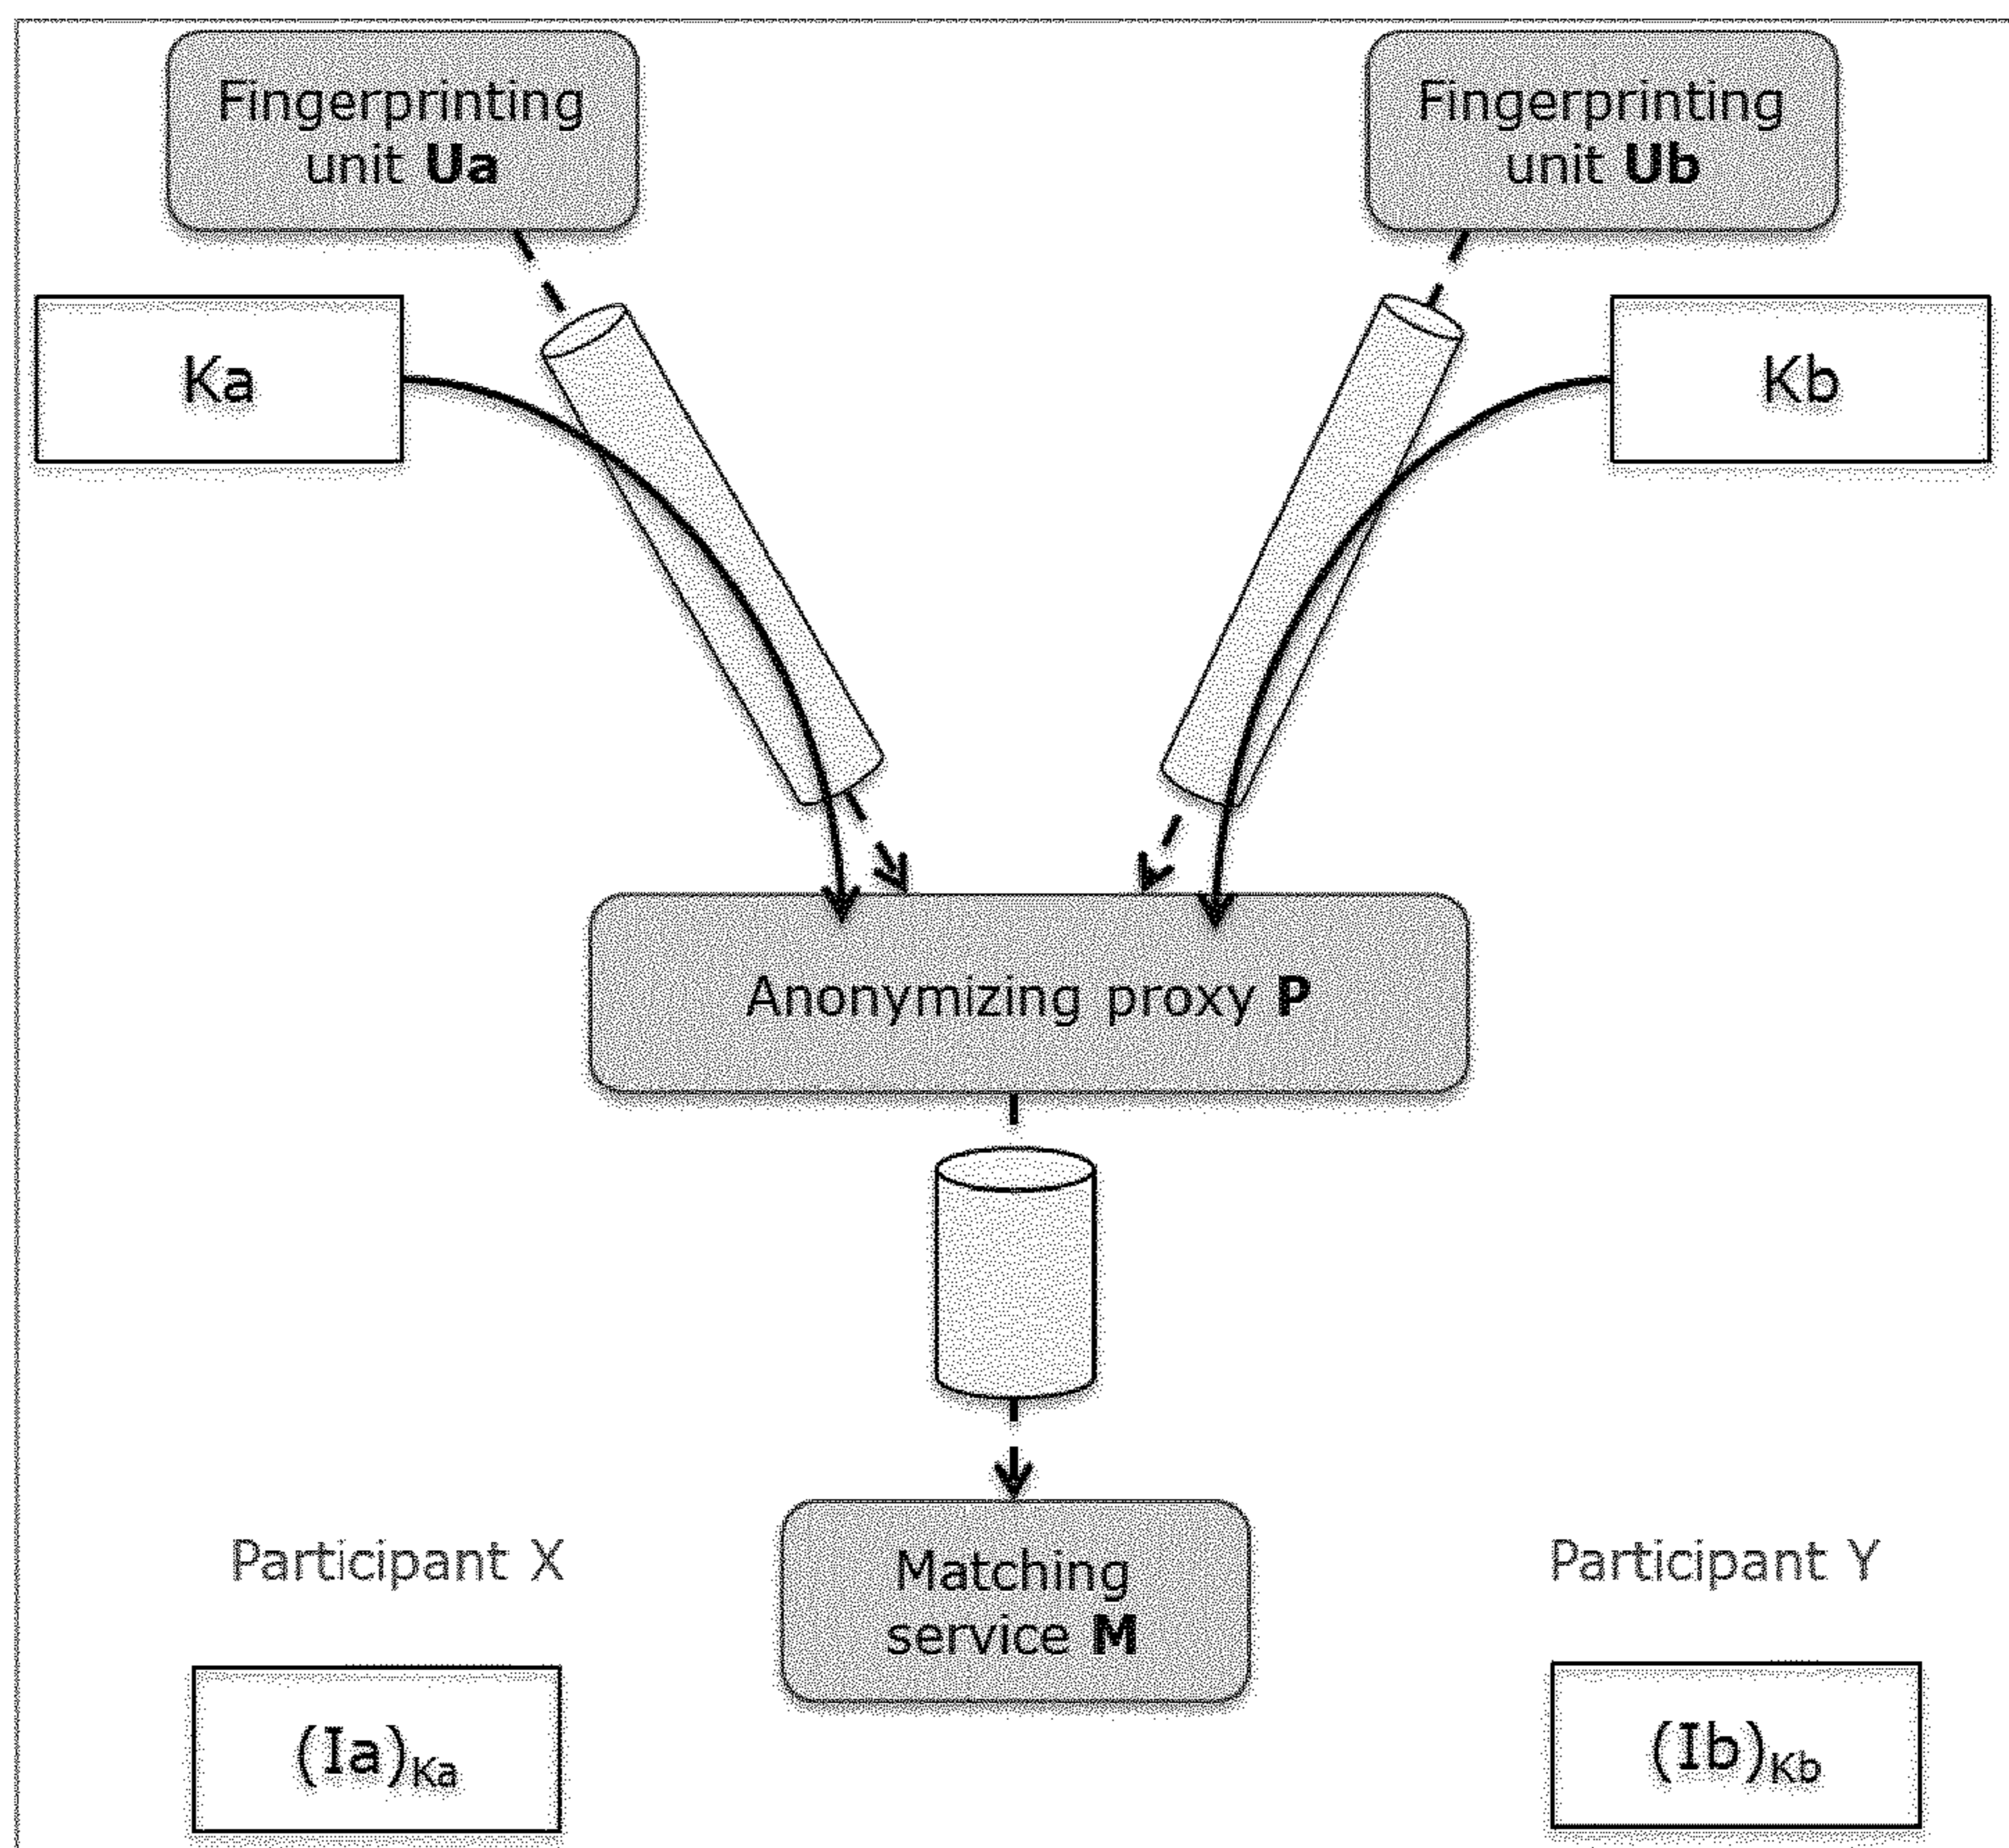 Fingerprinting
unit Ua
Fingerprinting
unit Ub
Ka
Kb
Anonymizing proxy P
Matching
service M
Participant X
Participant Y
(Ia)Ka
(Ib)Kb